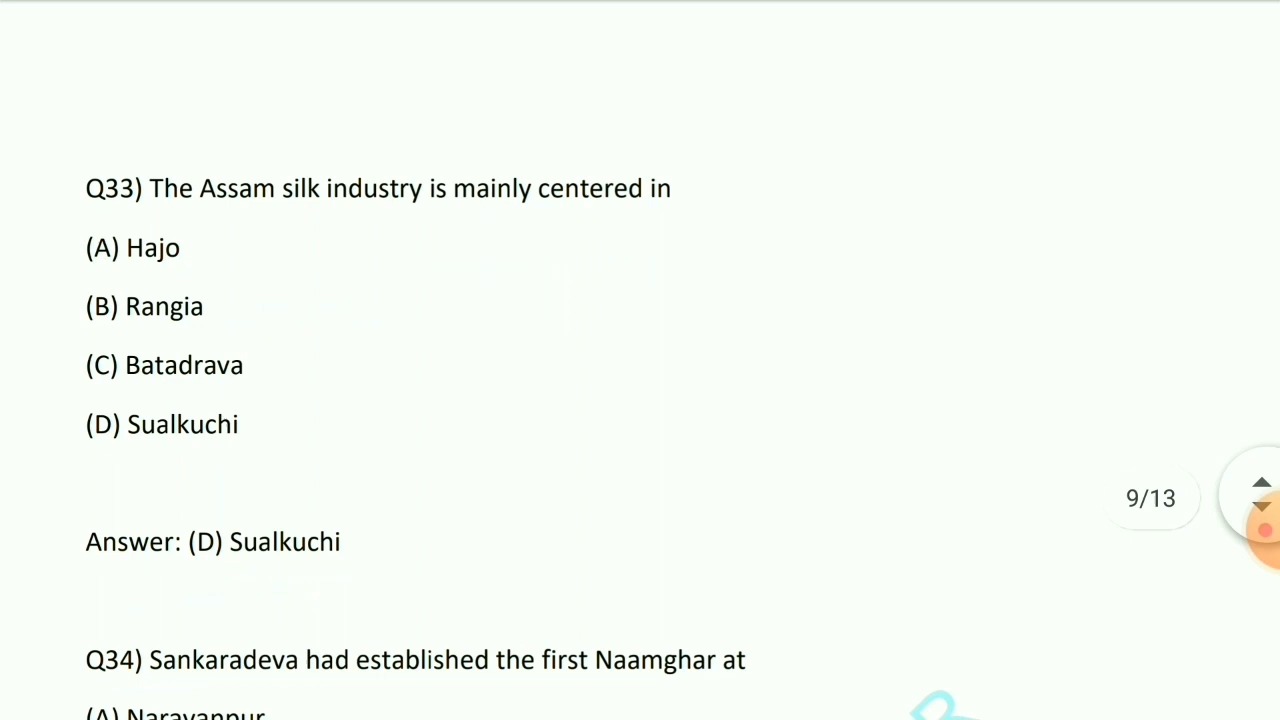 Q33) The Assam silk industry is mainly centered in
(A) Hajo
(B) Rangia
(C) Batadrava
(D) Sualkuchi
9/13
Answer: (D) Sualkuchi
Q34) Sankaradeva had established the first Naamghar at
(A) Narayanpur